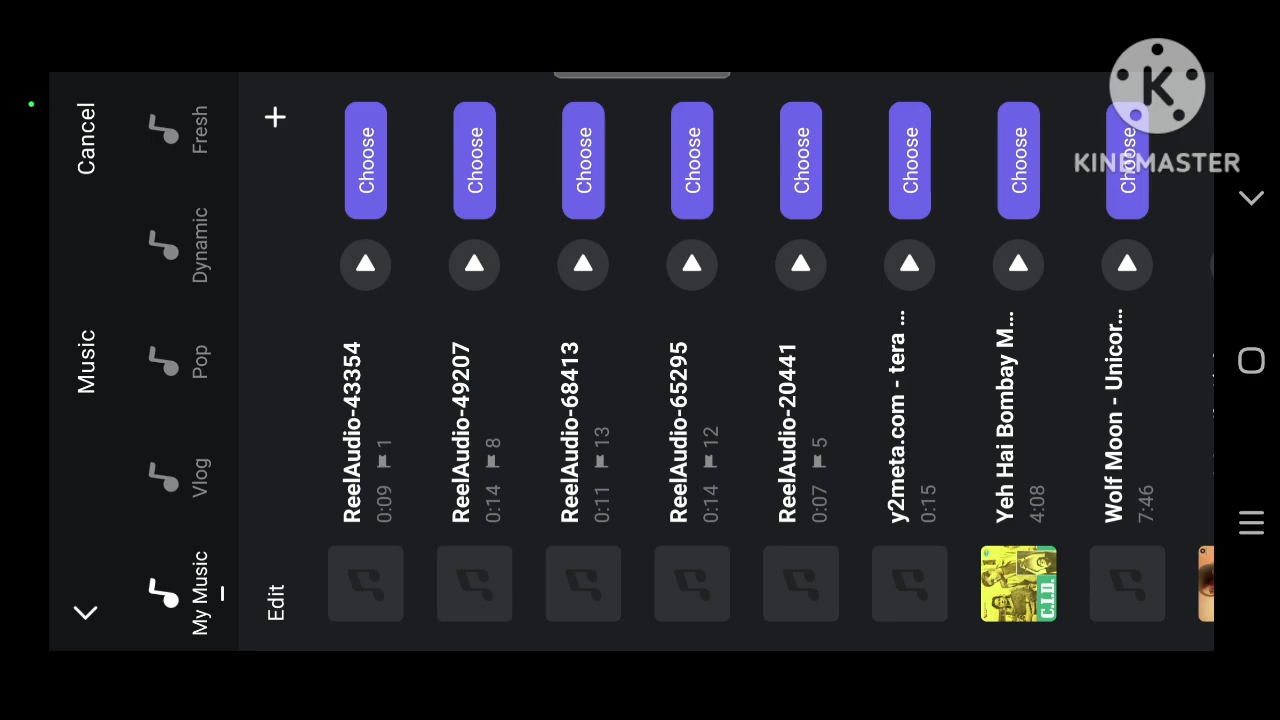 Music
Cancel
My Music
Vlog
Pop
Dynamic
Fresh
Edit
+
ReelAudio-43354
0:09 1
Choose
ReelAudio-49207
0:14 8
Choose
ReelAudio-68413
0:11 13
Choose
ReelAudio-65295
0:14 12
Choose
ReelAudio-20441
0:07 5
Choose
y2meta.com - tera ...
0:15
Choose
C.I.D.
Yeh Hai Bombay M...
4:08
Choose
Wolf Moon - Unicor...
7:46
Choose
K
KINEMASTER